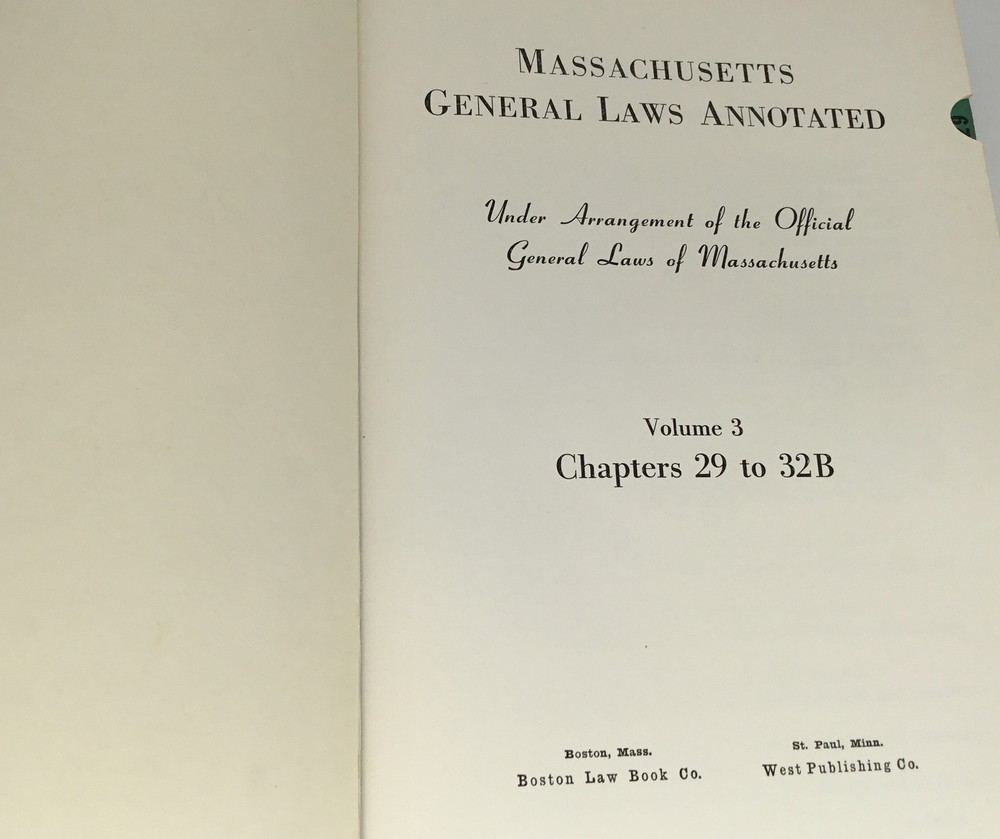 MASSACHUSETTS
GENERAL LAWS ANNOTATED
Under Arrangement of the Official
General Laws of Massachusetts
Volume 3
Chapters 29 to 32B
Boston, Mass.
Boston Law Book Co.
St. Paul, Minn.
West Publishing Co.